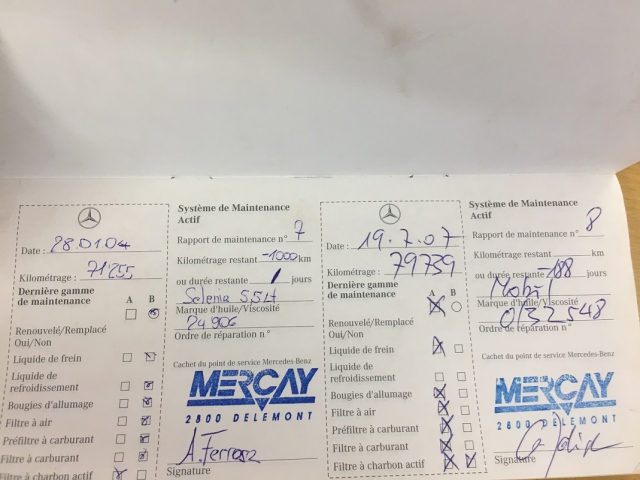 Date : 28.01.04
Kilométrage : 71255
Dernière gamme
de maintenance A B
Renouvelé/Remplacé
Oui/Non
Liquide de frein
Liquide de
refroidissement
Bougies d'allumage
Filtre à air
Préfiltre à carburant
Filtre à carburant
Filtre à charbon actif
Système de Maintenance
Actif
Rapport de maintenance n° 7
Kilométrage restant -1000 km
ou durée restante / jours
Selenia 5,5 Lt
Marque d'huile/Viscosité
24906
Ordre de réparation n°
Cachet du point de service Mercedes-Benz
MERCAY
2800 DELEMONT
Signature
Date : 19.7.07
Kilométrage : 79739
Dernière gamme
de maintenance A B
Renouvelé/Remplacé
Oui/Non
Liquide de frein
Liquide de
refroidissement
Bougies d'allumage
Filtre à air
Préfiltre à carburant
Filtre à carburant
Filtre à charbon actif
Système de Maintenance
Actif
Rapport de maintenance n° 8
Kilométrage restant km
ou durée restante -188 jours
Mobil
Marque d'huile/Viscosité
0132548
Ordre de réparation n°
Cachet du point de service Mercedes-Benz
MERCAY
2800 DELEMONT
Signature